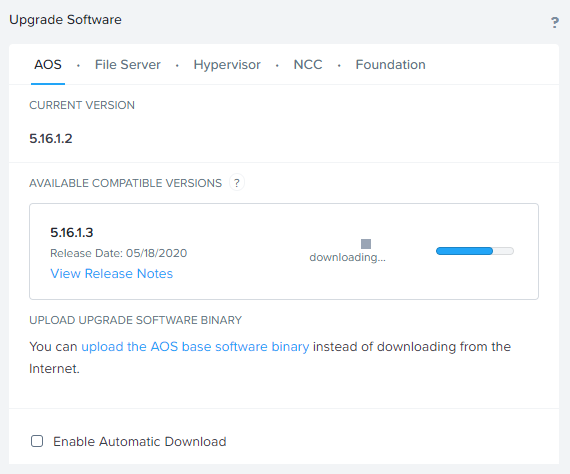 Upgrade Software
?
AOS · File Server · Hypervisor · NCC · Foundation
CURRENT VERSION
5.16.1.2
AVAILABLE COMPATIBLE VERSIONS ?
5.16.1.3
Release Date: 05/18/2020
View Release Notes
downloading...
UPLOAD UPGRADE SOFTWARE BINARY
You can upload the AOS base software binary instead of downloading from the
Internet.
Enable Automatic Download